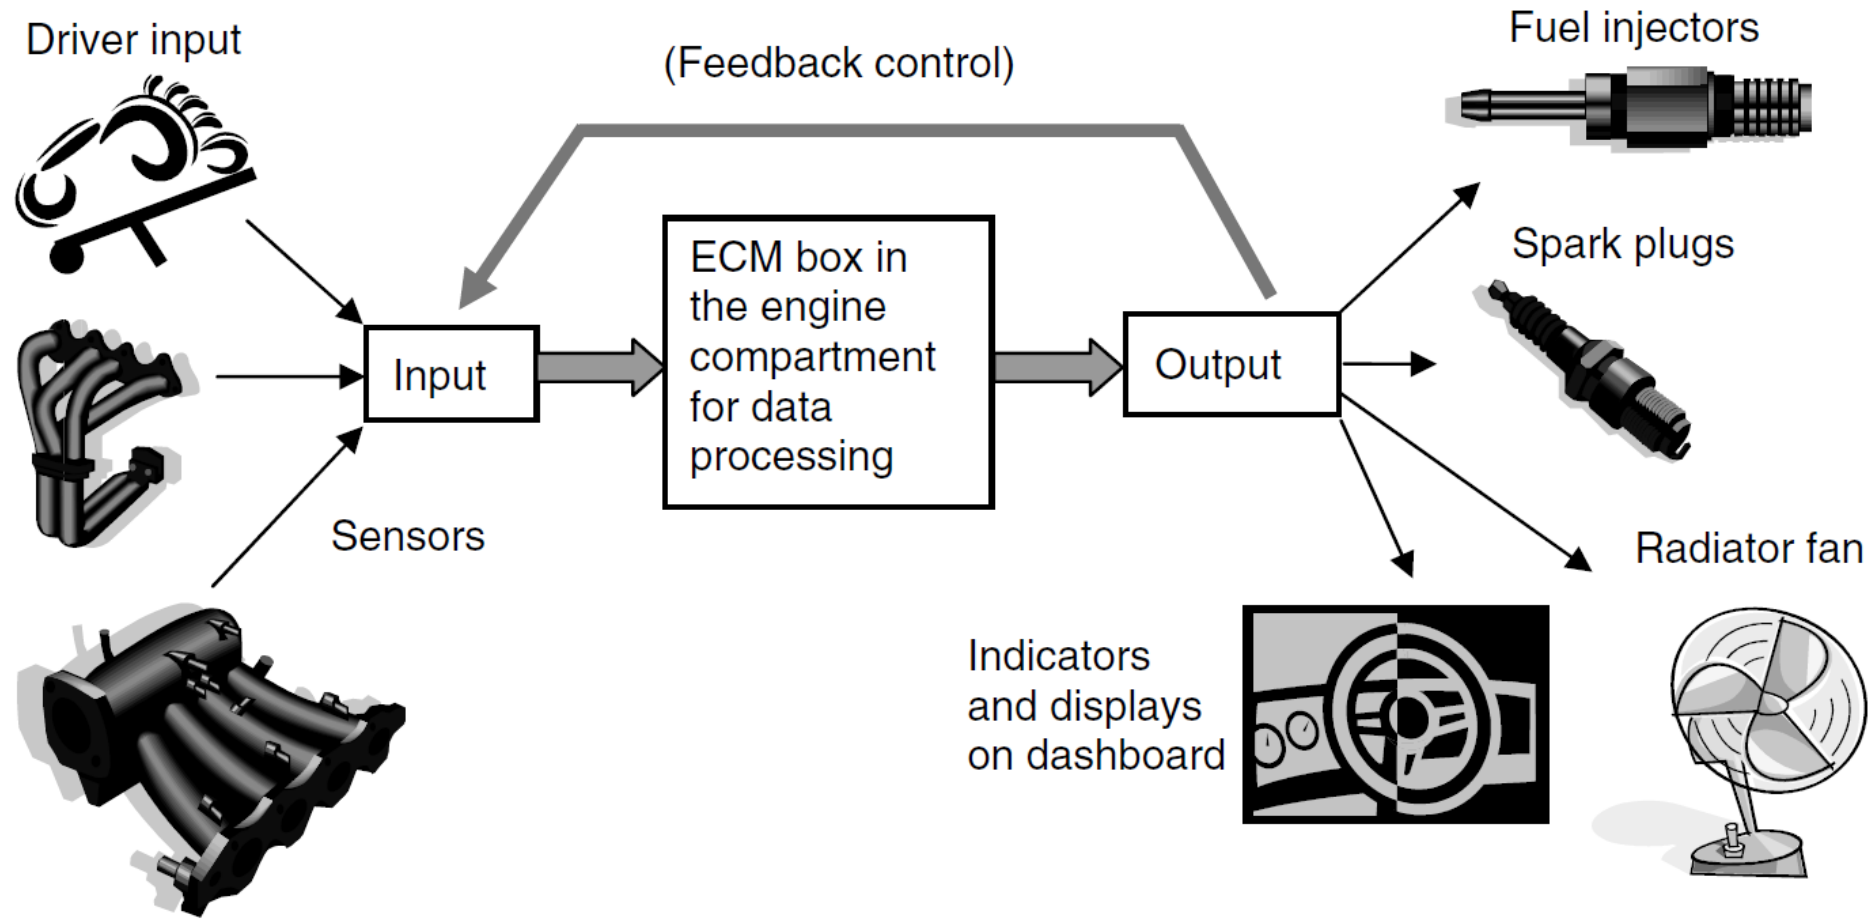 Driver input
(Feedback control)
Fuel injectors
Spark plugs
Input
ECM box in
the engine
compartment
for data
processing
Output
Sensors
Radiator fan
Indicators
and displays
on dashboard